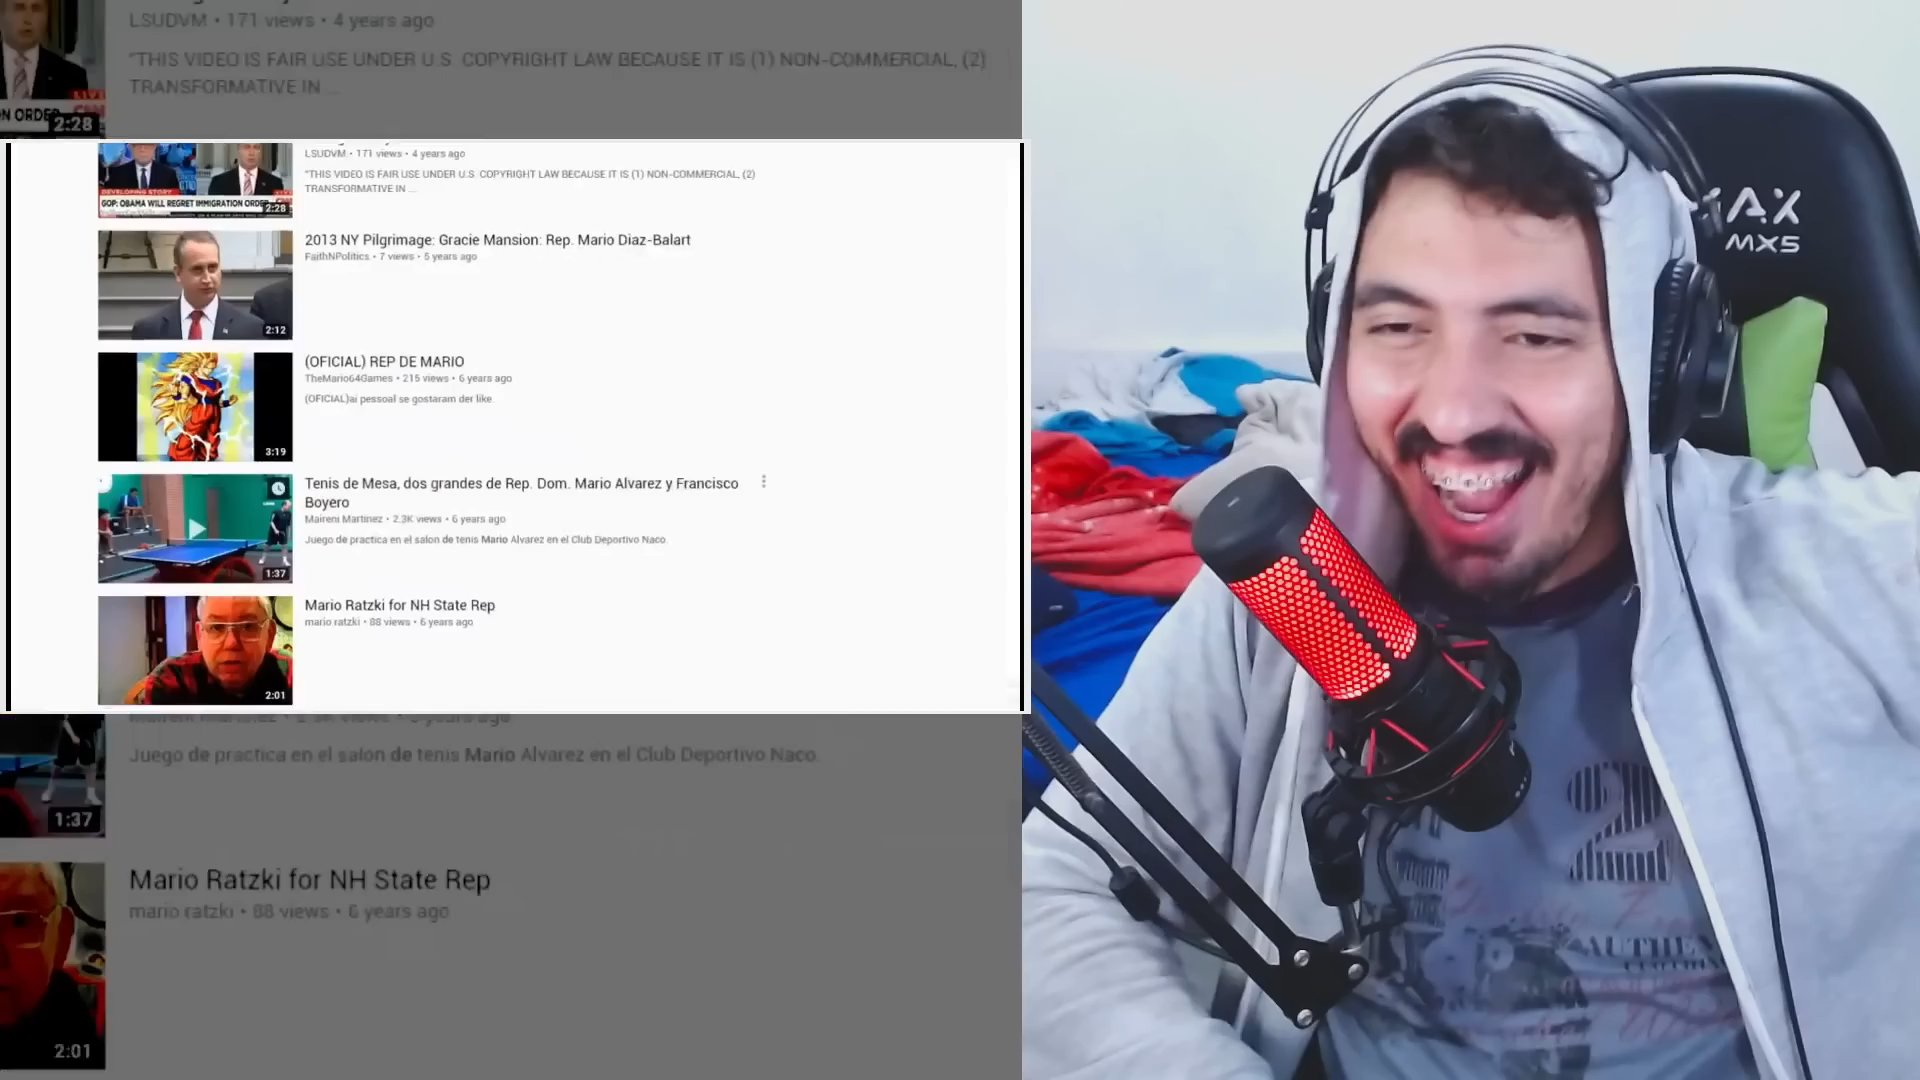 LSUDVM • 171 views • 4 years ago
"THIS VIDEO IS FAIR USE UNDER U.S. COPYRIGHT LAW BECAUSE IT IS (1) NON-COMMERCIAL, (2)
TRANSFORMATIVE IN ...
LIVE
N ORDER
2:28
LSUDVM • 171 views • 4 years ago
"THIS VIDEO IS FAIR USE UNDER U.S. COPYRIGHT LAW BECAUSE IT IS (1) NON-COMMERCIAL, (2)
TRANSFORMATIVE IN ...
DEVELOPING STORY
GOP: OBAMA WILL REGRET IMMIGRATION ORDER
2:28
2013 NY Pilgrimage: Gracie Mansion: Rep. Mario Diaz-Balart
FaithNPolitics • 7 views • 5 years ago
2:12
(OFICIAL) REP DE MARIO
TheMario64Games • 215 views • 6 years ago
(OFICIAL)ai pessoal se gostaram der like
3:19
Tenis de Mesa, dos grandes de Rep. Dom. Mario Alvarez y Francisco
Boyero
Maireni Martinez • 2.3K views • 6 years ago
Juego de practica en el salon de tenis Mario Alvarez en el Club Deportivo Naco.
1:37
Mario Ratzki for NH State Rep
mario ratzki • 88 views • 6 years ago
2:01
Juego de practica en el salon de tenis Mario Alvarez en el Club Deportivo Naco.
1:37
Mario Ratzki for NH State Rep
mario ratzki • 88 views • 6 years ago
2:01
MAX
MX5
2
AUTHEN